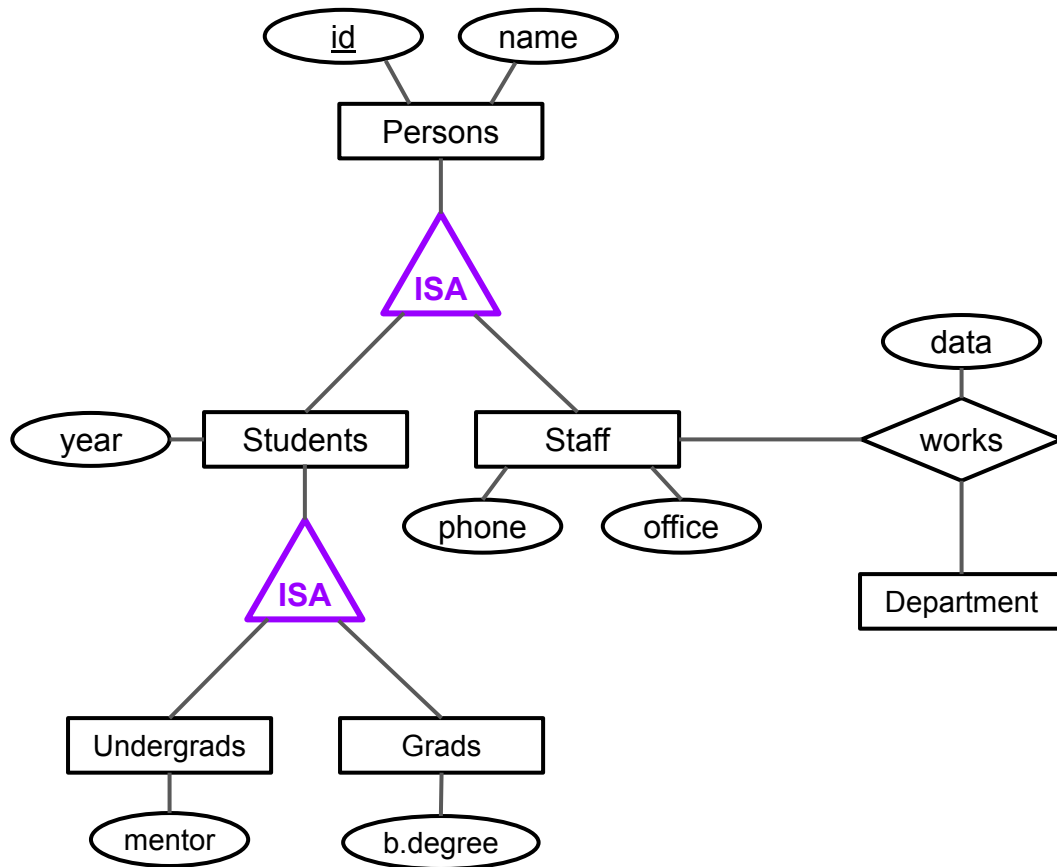 id
name
Persons
ISA
data
year
Students
Staff
works
phone
office
ISA
Department
Undergrads
Grads
mentor
b.degree